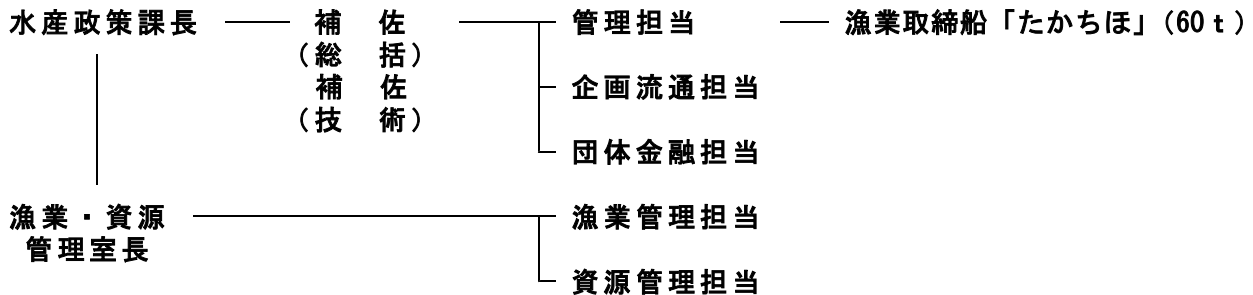 水産政策課長 補佐 管理担当 漁業取締船「たかちほ」(60t)
(総括)
補佐 企画流通担当
(技術)
団体金融担当
漁業・資源 漁業管理担当
管理室長
資源管理担当